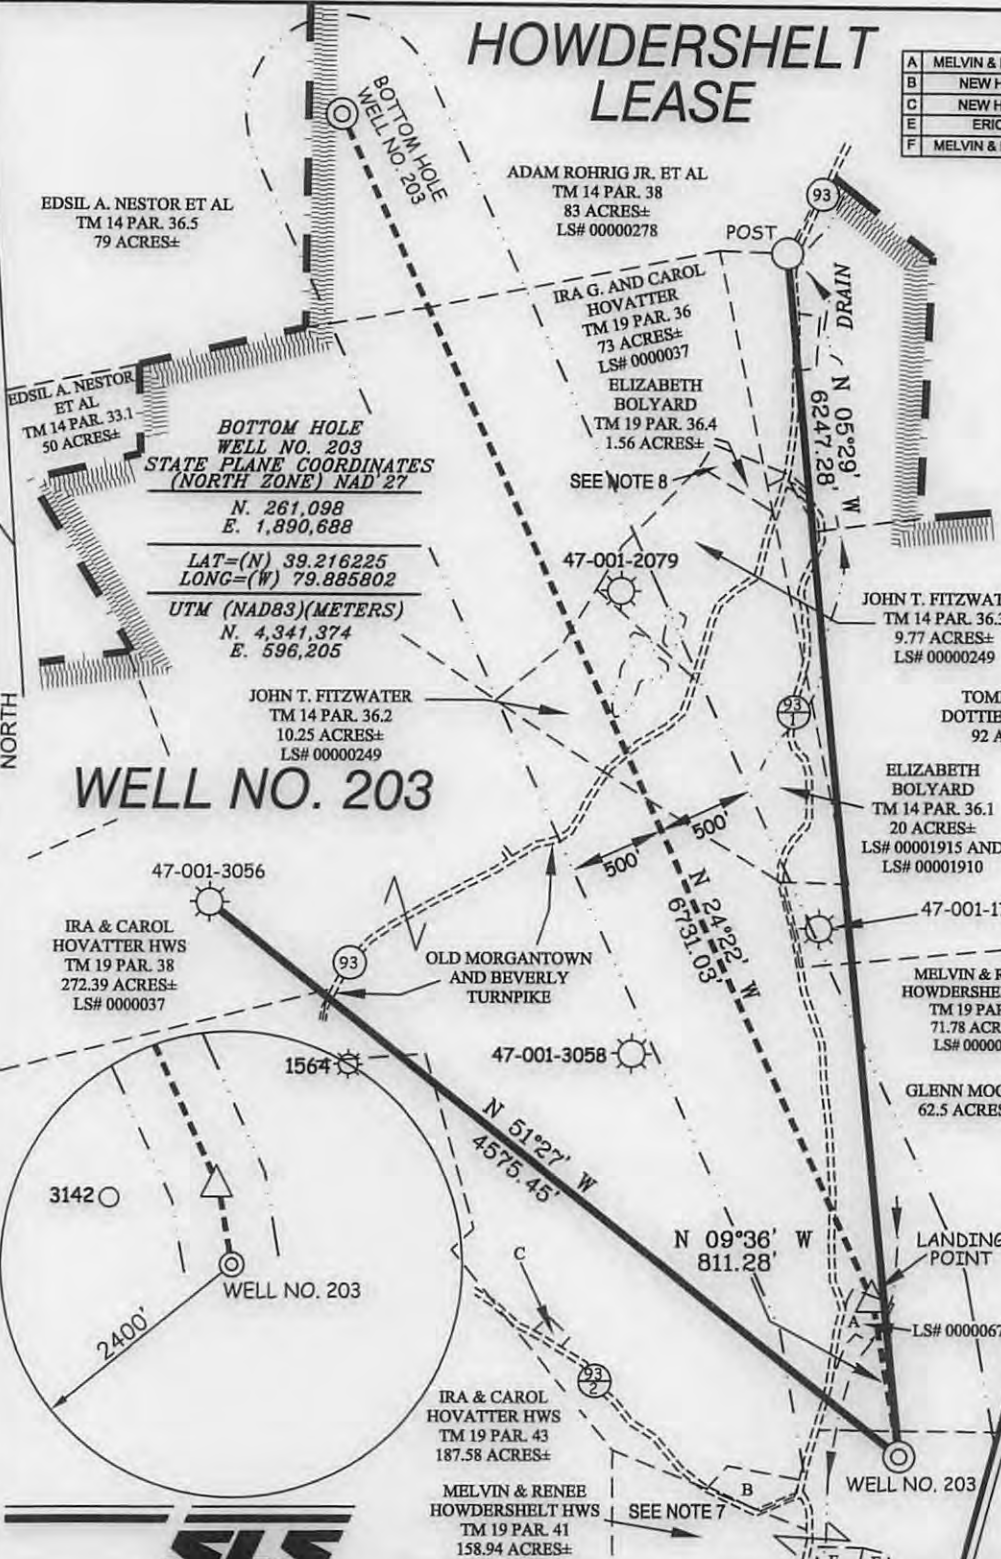 HOWDERSHELT
LEASE
A MELVIN &
B NEW H
C NEW H
E ERIC
F MELVIN &
BOTTOM HOLE
WELL NO. 203
EDSIL A. NESTOR ET AL
TM 14 PAR. 36.5
79 ACRES±
ADAM ROHRIG JR. ET AL
TM 14 PAR. 38
83 ACRES±
LS# 00000278
93
POST
DRAIN
IRA G. AND CAROL
HOVATTER
TM 19 PAR. 36
73 ACRES±
LS# 0000037
N 05°29' W
6247.28'
EDSIL A. NESTOR
ET AL
TM 14 PAR. 33.1
50 ACRES±
ELIZABETH
BOLYARD
TM 19 PAR. 36.4
1.56 ACRES±
SEE NOTE 8
BOTTOM HOLE
WELL NO. 203
STATE PLANE COORDINATES
(NORTH ZONE) NAD'27
N. 261,098
E. 1,890,688
LAT=(N) 39.216225
LONG=(W) 79.885802
UTM (NAD83)(METERS)
N. 4,341,374
E. 596,205
47-001-2079
JOHN T. FITZWAT
TM 14 PAR. 36.3
9.77 ACRES±
LS# 00000249
JOHN T. FITZWATER
TM 14 PAR. 36.2
10.25 ACRES±
LS# 00000249
NORTH
93
1
TOM
DOTTIE
92 A
WELL NO. 203
ELIZABETH
BOLYARD
TM 14 PAR. 36.1
20 ACRES±
LS# 00001915 AND
LS# 00001910
500'
500'
N 24°22' W
6731.03'
47-001-3056
47-001-1
IRA & CAROL
HOVATTER HWS
TM 19 PAR. 38
272.39 ACRES±
LS# 0000037
93
OLD MORGANTOWN
AND BEVERLY
TURNPIKE
MELVIN & R
HOWDERSHE
TM 19 PAR
71.78 ACR
LS# 00000
1564
47-001-3058
GLENN MOO
62.5 ACRES
N 51°27' W
4575.45'
3142
N 09°36' W
811.28'
LANDING
POINT
WELL NO. 203
2400'
C
A
LS# 0000067
93
2
IRA & CAROL
HOVATTER HWS
TM 19 PAR. 43
187.58 ACRES±
WELL NO. 203
B
MELVIN & RENEE
HOWDERSHELT HWS
TM 19 PAR. 41
158.94 ACRES±
SEE NOTE 7
SLS